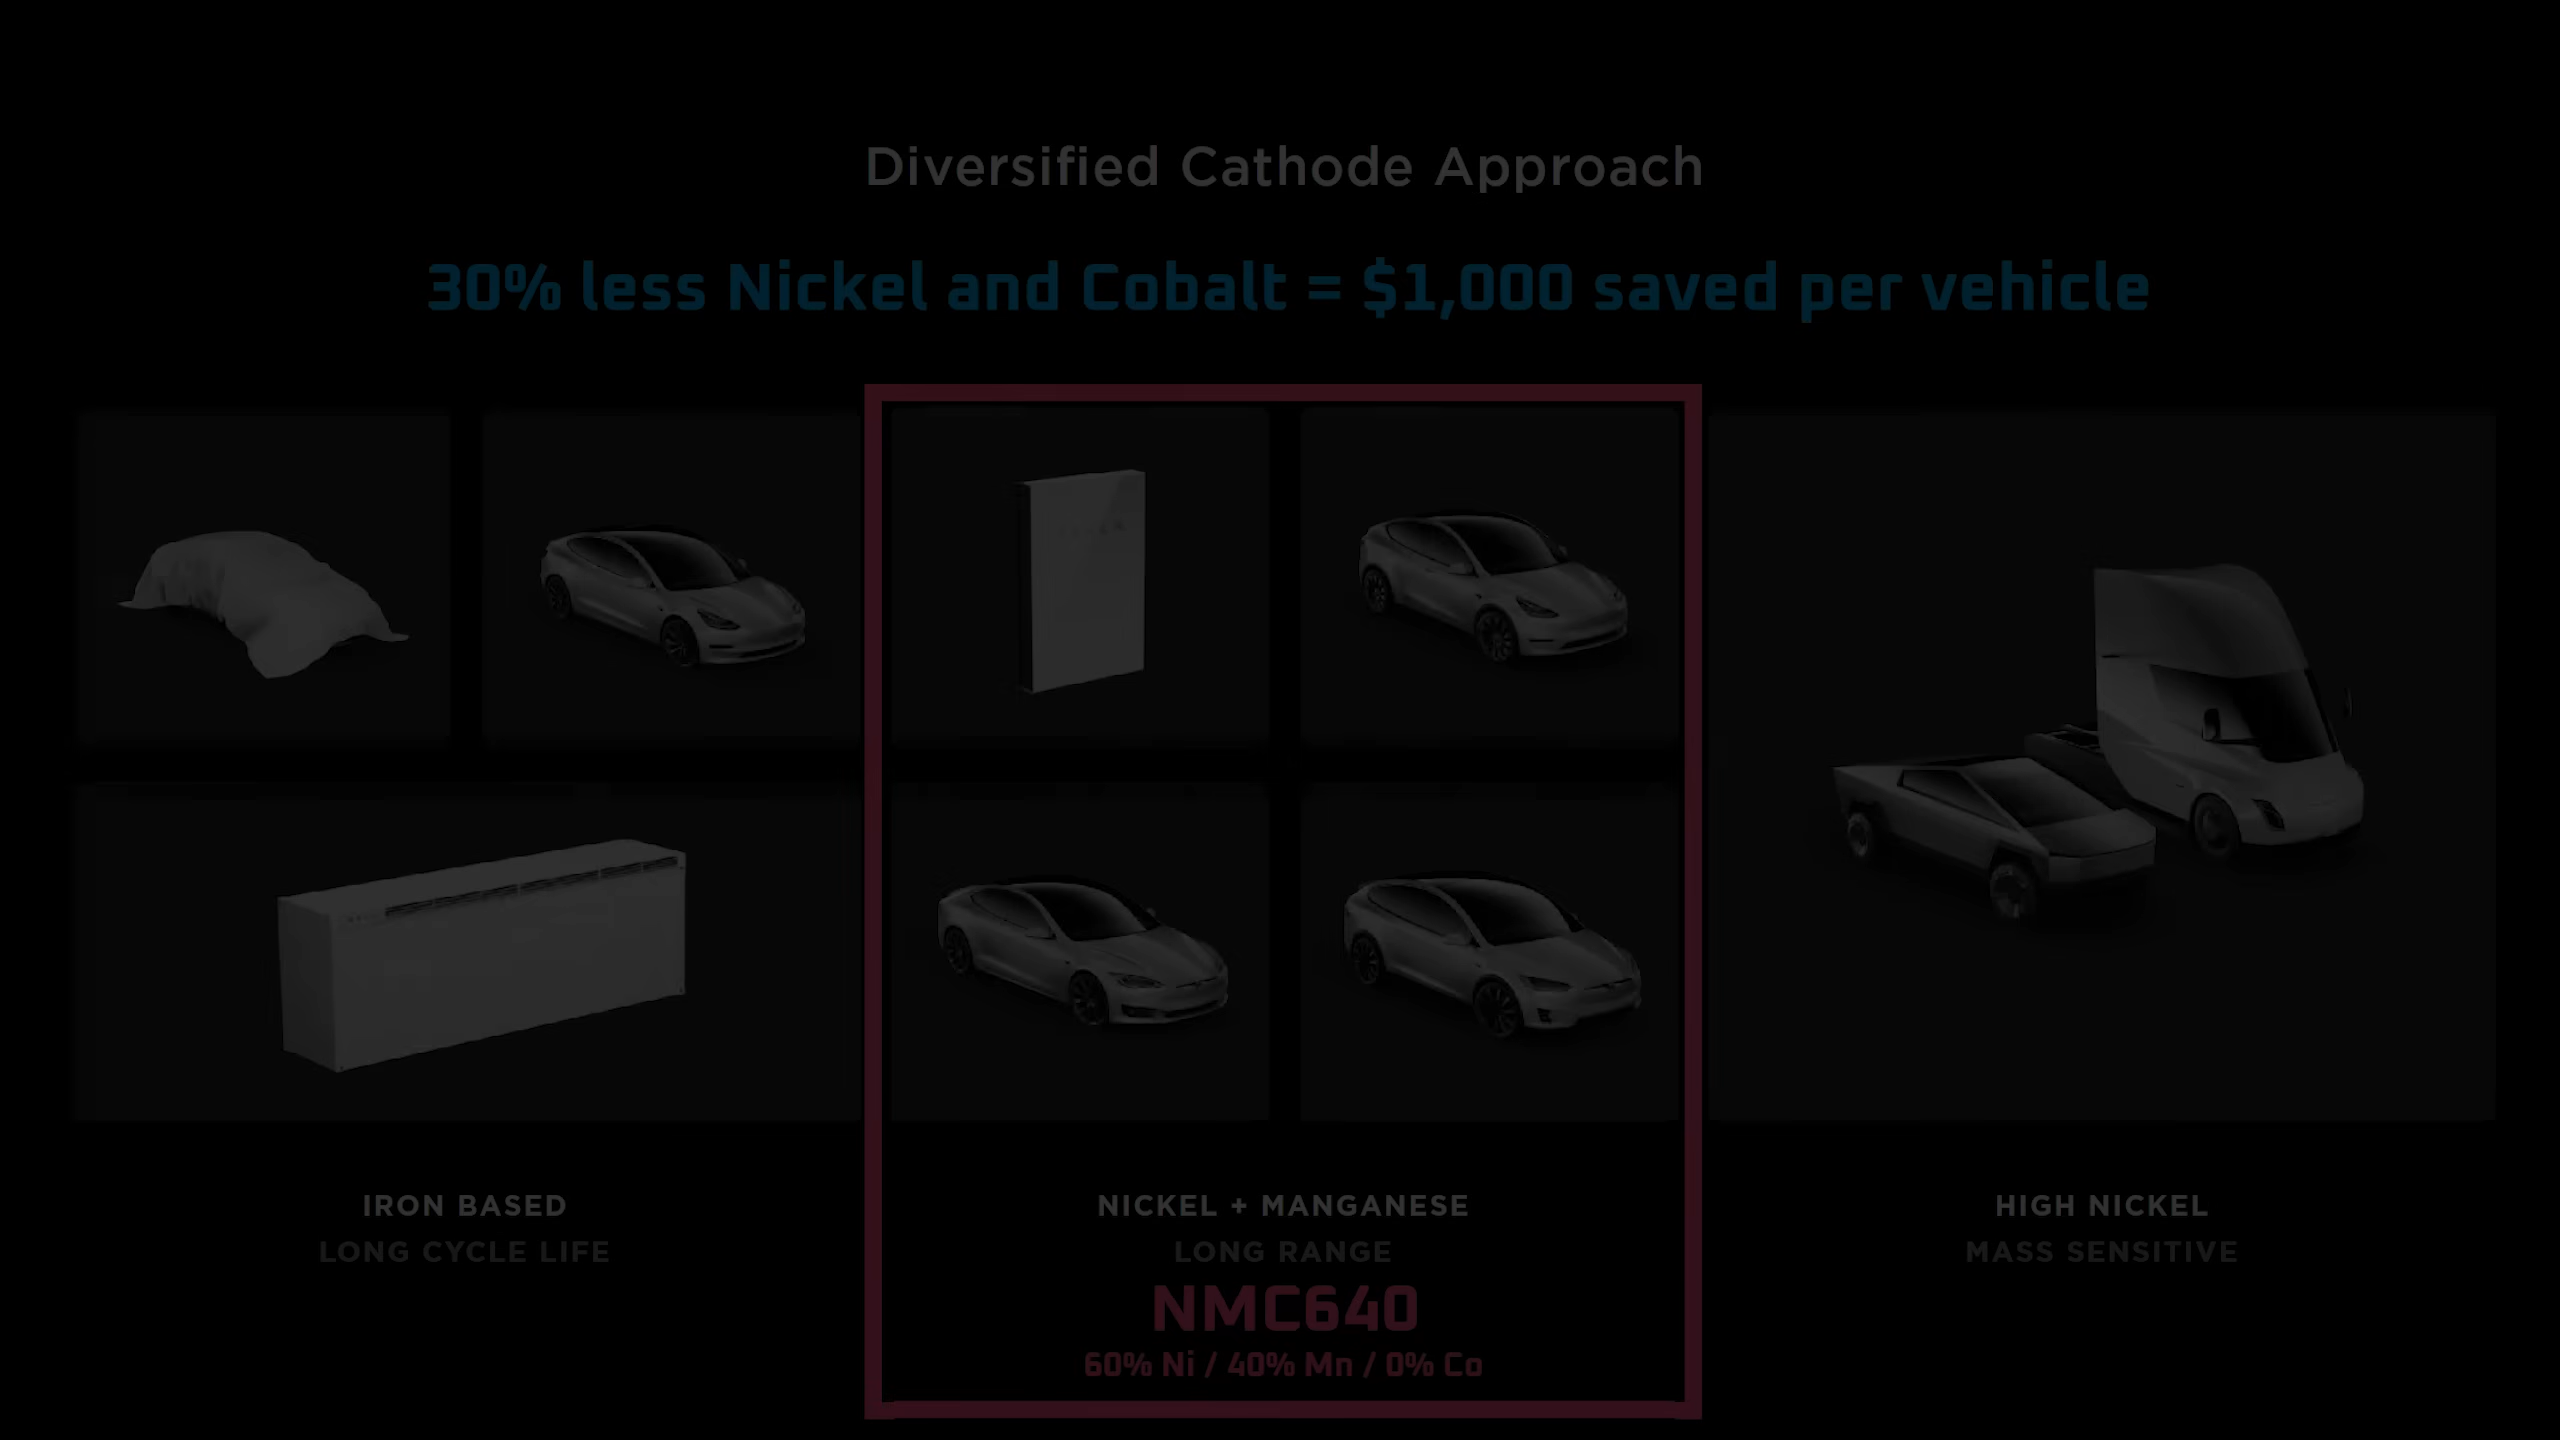 Diversified Cathode Approach
30% less Nickel and Cobalt = $1,000 saved per vehicle
IRON BASED
LONG CYCLE LIFE
NICKEL + MANGANESE
LONG RANGE
NMC640
60% Ni / 40% Mn / 0% Co
HIGH NICKEL
MASS SENSITIVE